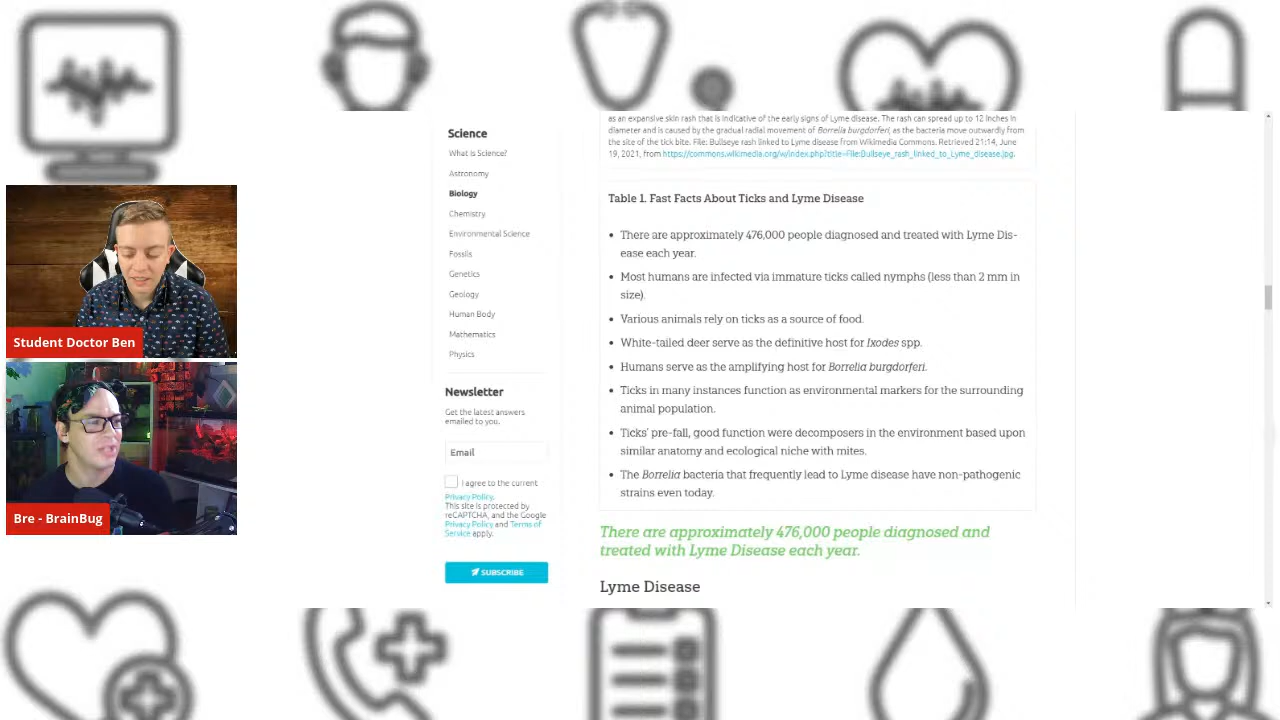 Science
What Is Science?
Astronomy
Biology
Chemistry
Environmental Science
Fossils
Genetics
Geology
Human Body
Mathematics
Physics
Newsletter
Get the latest answers
emailed to you.
Email
I agree to the current
Privacy Policy.
This site is protected by
reCAPTCHA, and the Google
Privacy Policy and Terms of
Service apply.
SUBSCRIBE
as an expansive skin rash that is indicative of the early signs of Lyme disease. The rash can spread up to 12 inches in
diameter and is caused by the gradual radial movement of Borrelia burgdorferi, as the bacteria move outwardly from
the site of the tick bite. File: Bullseye rash linked to Lyme disease from Wikimedia Commons. Retrieved 21:14, June
19, 2021, from https://commons.wikimedia.org/w/index.php?title=File:Bullseye_rash_linked_to_Lyme_disease.jpg.
Table 1. Fast Facts About Ticks and Lyme Disease
• There are approximately 476,000 people diagnosed and treated with Lyme Dis-
ease each year.
• Most humans are infected via immature ticks called nymphs (less than 2 mm in
size).
• Various animals rely on ticks as a source of food.
• White-tailed deer serve as the definitive host for Ixodes spp.
• Humans serve as the amplifying host for Borrelia burgdorferi.
• Ticks in many instances function as environmental markers for the surrounding
animal population.
• Ticks’ pre-fall, good function were decomposers in the environment based upon
similar anatomy and ecological niche with mites.
• The Borrelia bacteria that frequently lead to Lyme disease have non-pathogenic
strains even today.
There are approximately 476,000 people diagnosed and
treated with Lyme Disease each year.
Lyme Disease
Student Doctor Ben
Bre - BrainBug